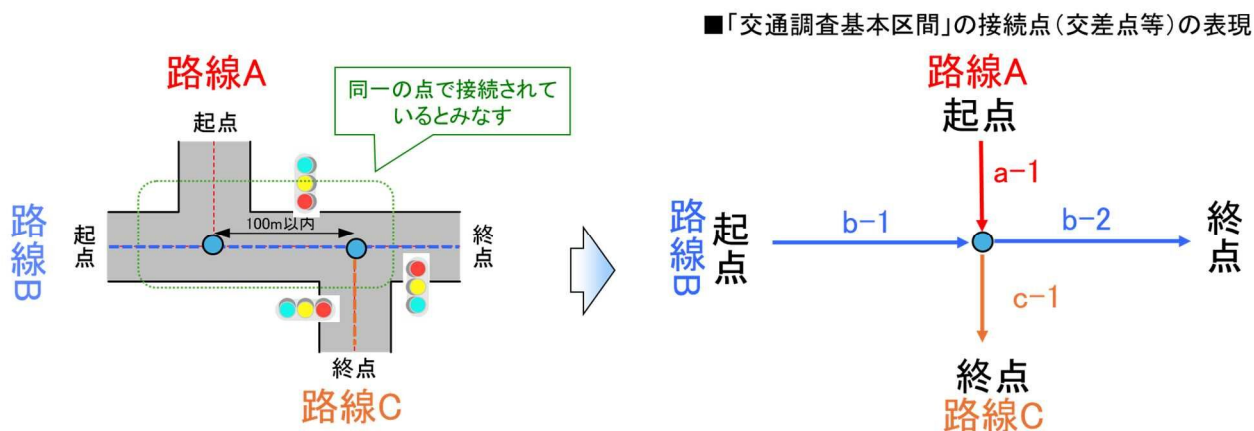 ■「交通調査基本区間」の接続点(交差点等)の表現
路線A
起点
同一の点で接続されて
いるとみなす
100m以内
路線B
起点
終点
終点
路線C
路線A
起点
a-1
路線B
起点
b-1
b-2
終点
c-1
終点
路線C